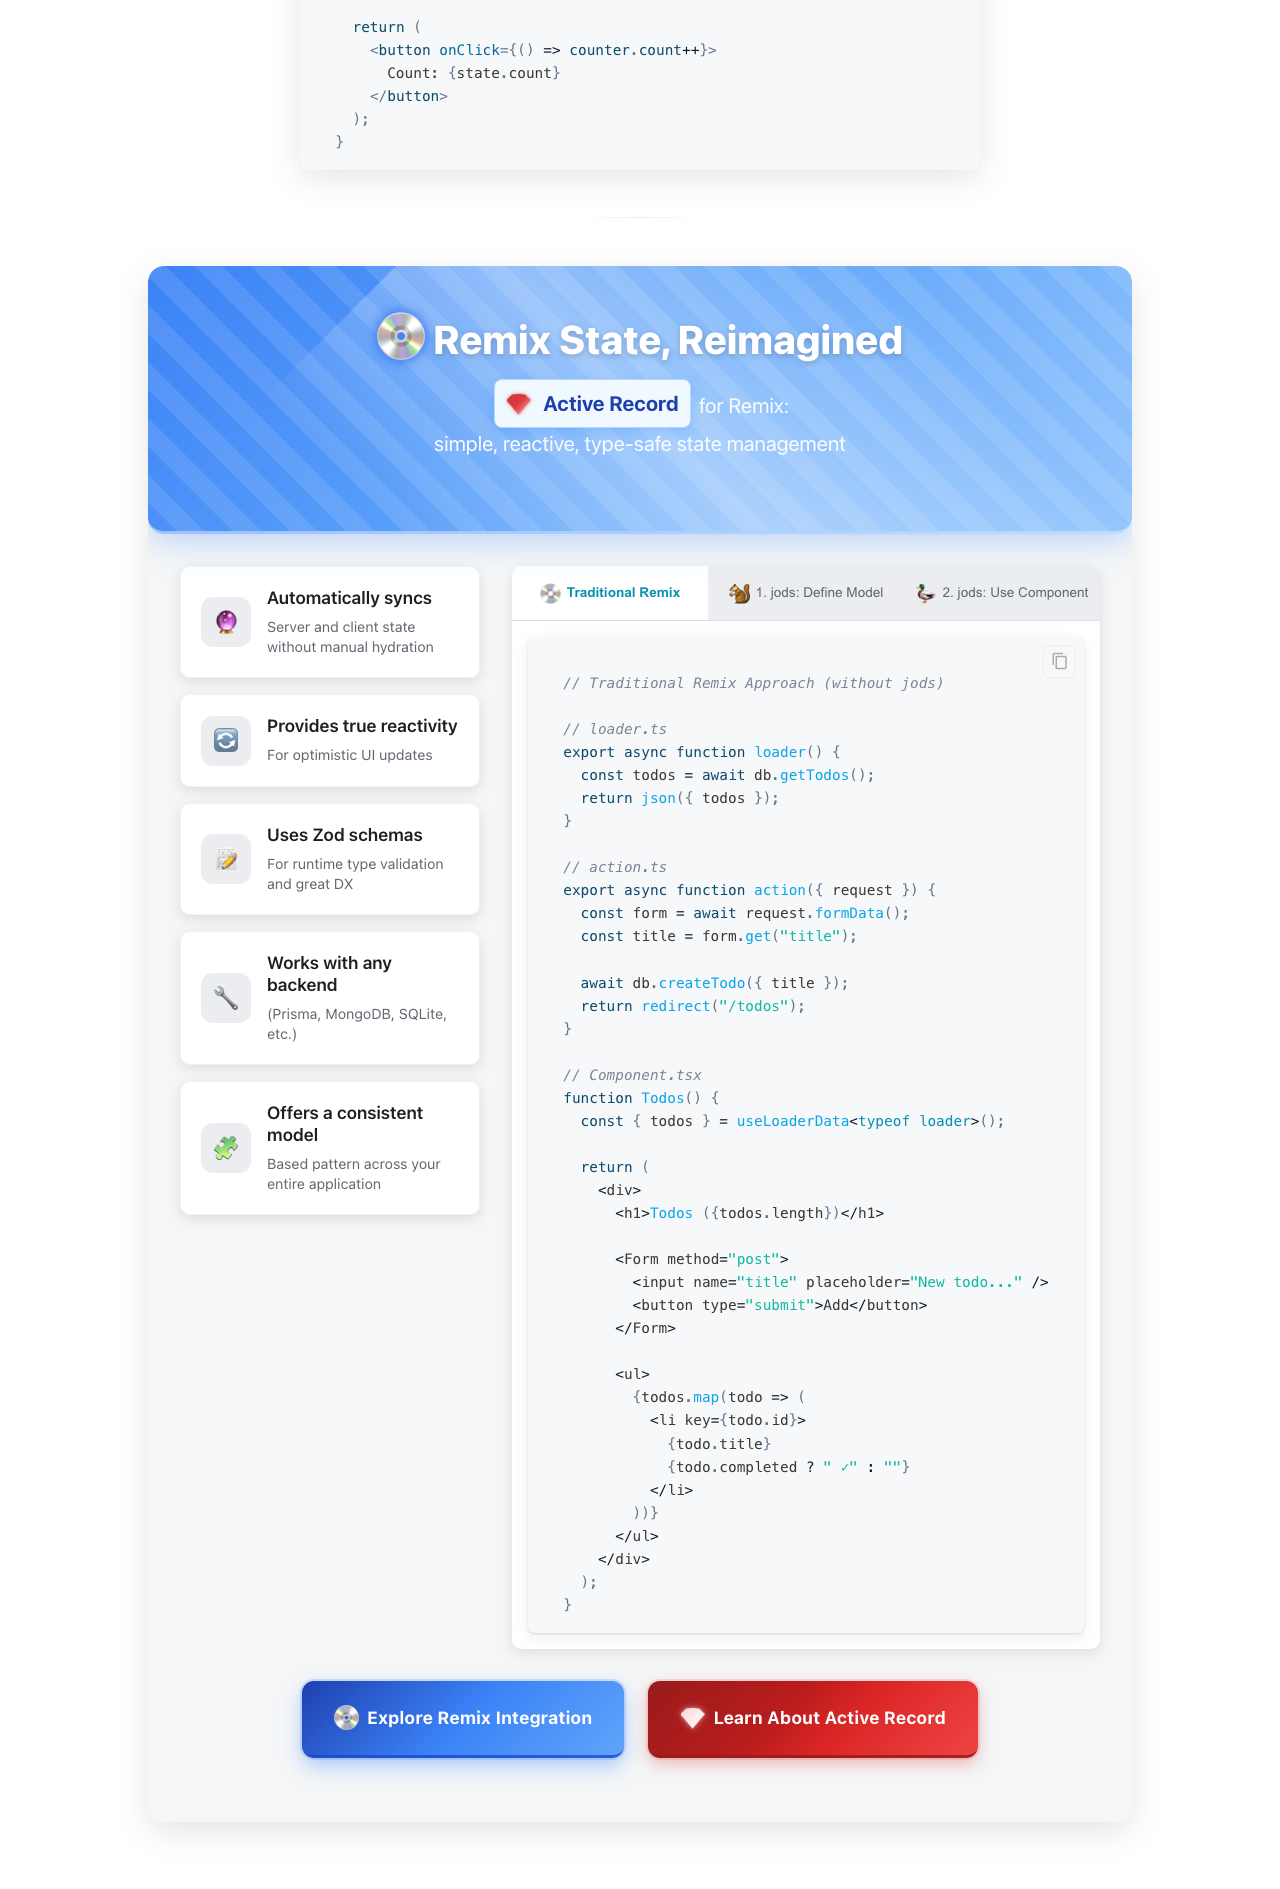 return (
<button onClick={() => counter.count++}>
Count: {state.count}
</button>
);
}
Remix State, Reimagined
Active Record for Remix:
simple, reactive, type-safe state management
Automatically syncs
Server and client state
without manual hydration
Provides true reactivity
For optimistic UI updates
Uses Zod schemas
For runtime type validation
and great DX
Works with any
backend
(Prisma, MongoDB, SQLite,
etc.)
Offers a consistent
model
Based pattern across your
entire application
Traditional Remix
1. jods: Define Model
2. jods: Use Component
// Traditional Remix Approach (without jods)
// loader.ts
export async function loader() {
const todos = await db.getTodos();
return json({ todos });
}
// action.ts
export async function action({ request }) {
const form = await request.formData();
const title = form.get("title");
await db.createTodo({ title });
return redirect("/todos");
}
// Component.tsx
function Todos() {
const { todos } = useLoaderData<typeof loader>();
return (
<div>
<h1>Todos ({todos.length})</h1>
<Form method="post">
<input name="title" placeholder="New todo..." />
<button type="submit">Add</button>
</Form>
<ul>
{todos.map(todo => (
<li key={todo.id}>
{todo.title}
{todo.completed ? " ✓" : ""}
</li>
))}
</ul>
</div>
);
}
Explore Remix Integration
Learn About Active Record